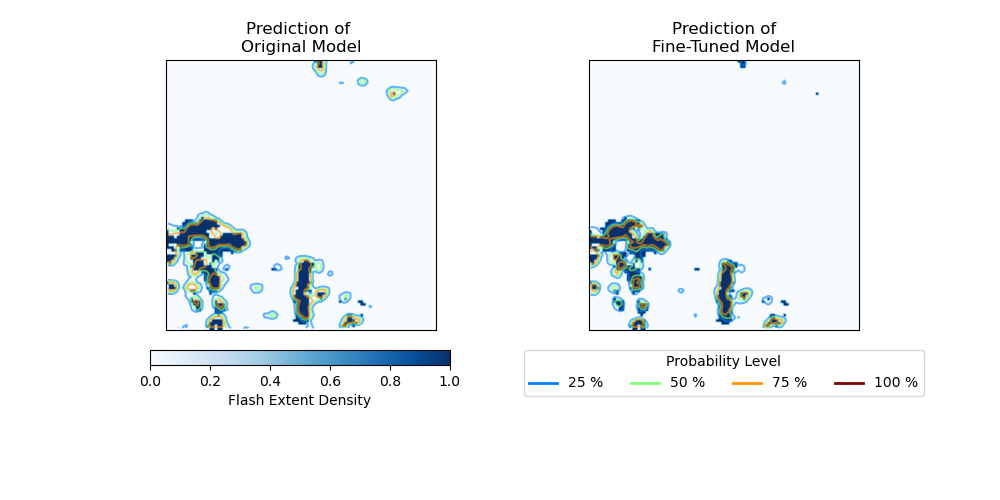 Prediction of
Original Model
Prediction of
Fine-Tuned Model
0.0 0.2 0.4 0.6 0.8 1.0
Flash Extent Density
Probability Level
25 % 50 % 75 % 100 %